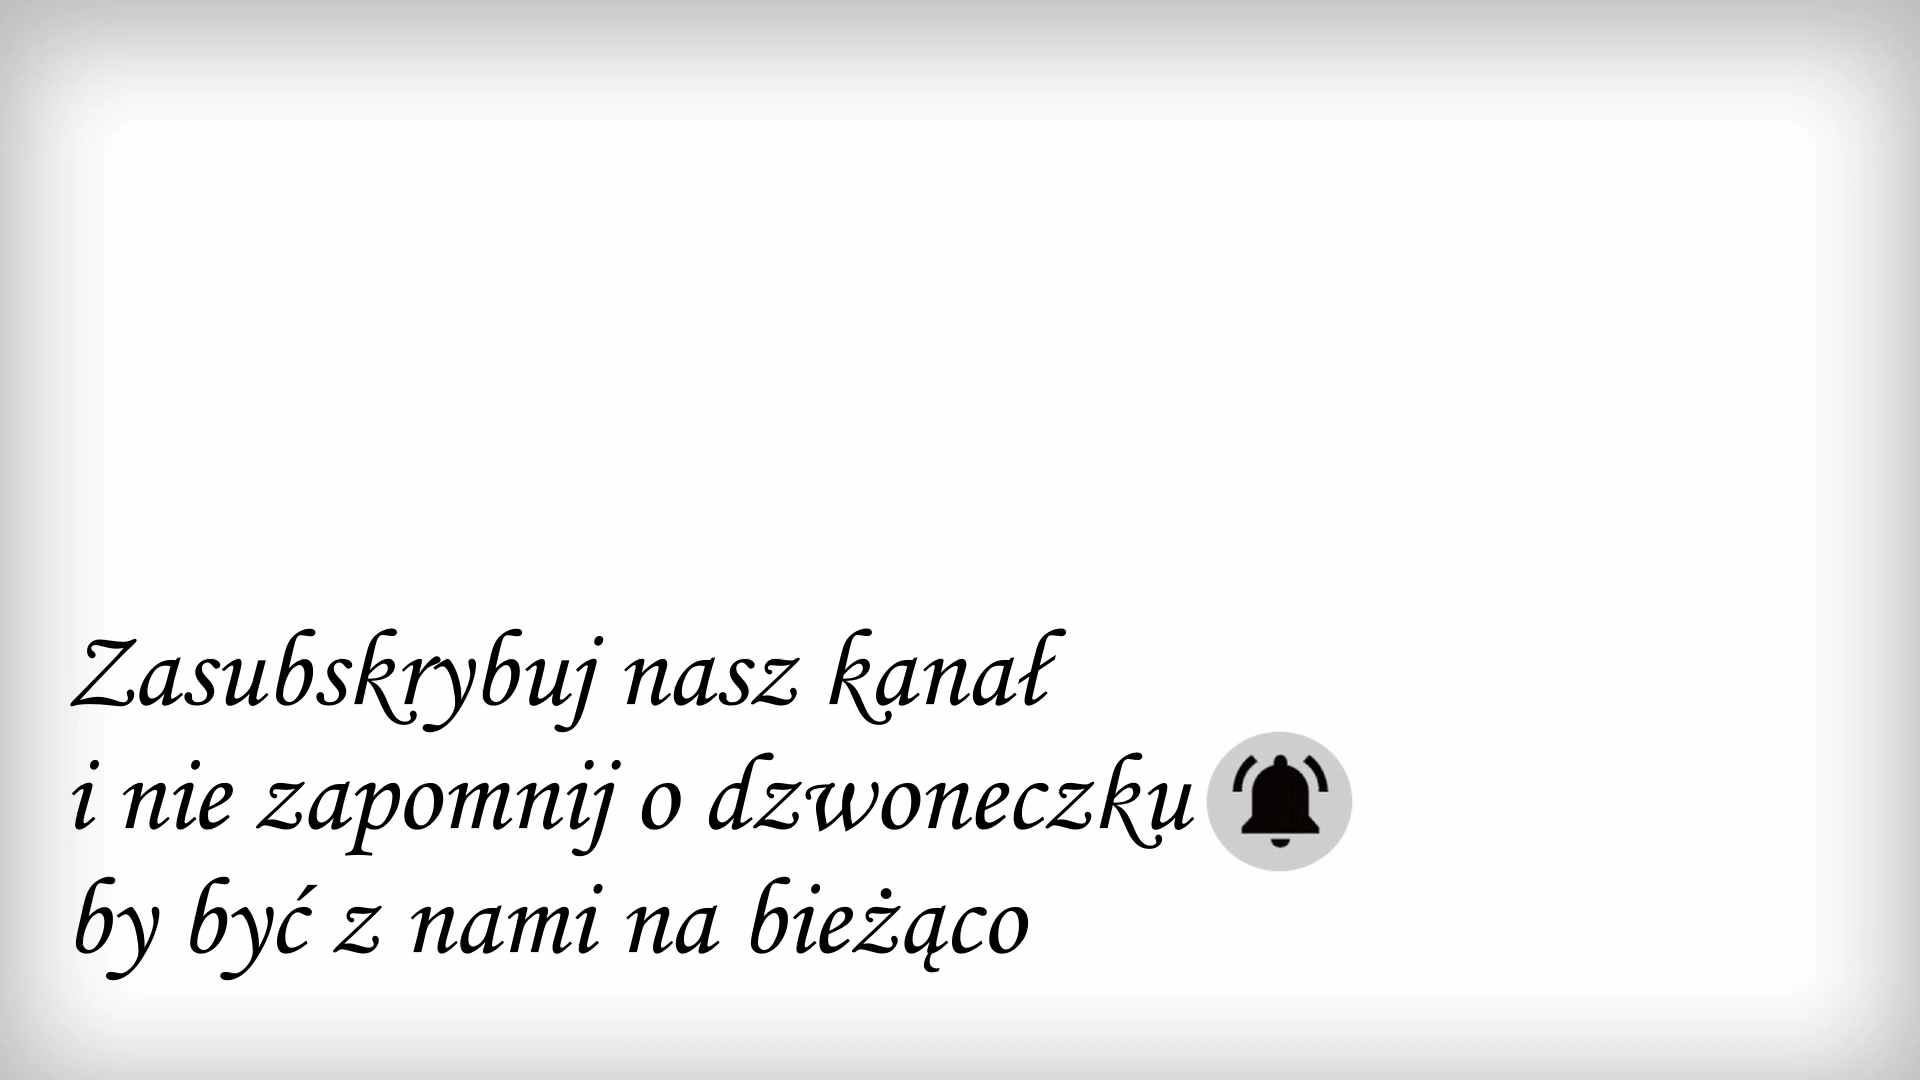 Zasubskrybuj nasz kanał
i nie zapomnij o dzwoneczku
by być z nami na bieżąco